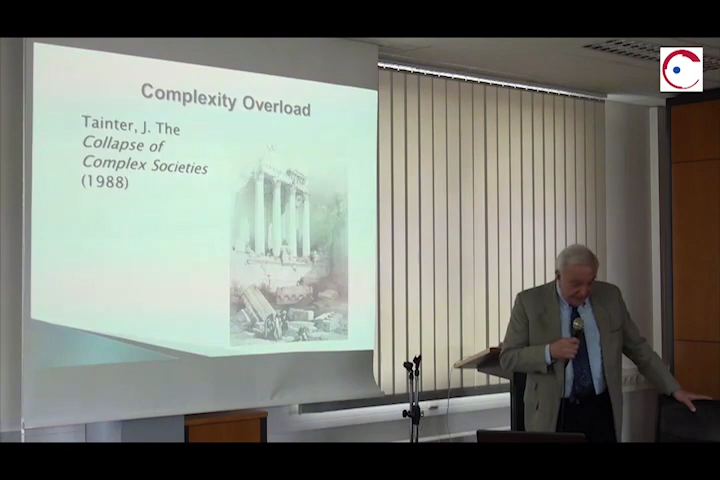 Complexity Overload
Tainter, J. The
Collapse of
Complex Societies
(1988)